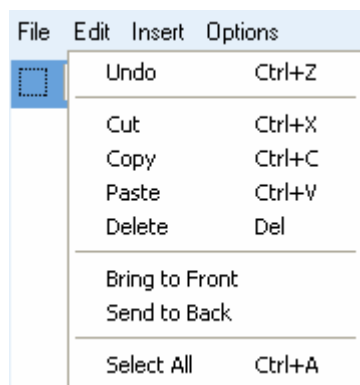 File Edit Insert Options
Undo Ctrl+Z
Cut Ctrl+X
Copy Ctrl+C
Paste Ctrl+V
Delete Del
Bring to Front
Send to Back
Select All Ctrl+A